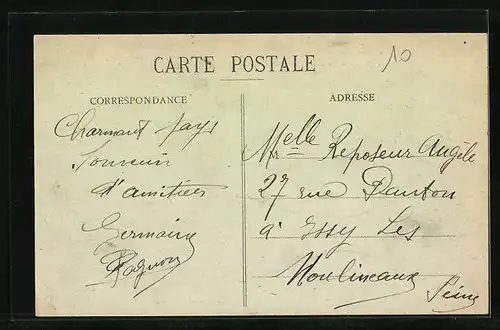 CARTE POSTALE
10
CORRESPONDANCE
ADRESSE
Charmant pays
Souvenir
d'amitiés
Germaine
Melle Reposeur Angèle
27 rue Danton
à Issy Les
Moulineaux
Seine